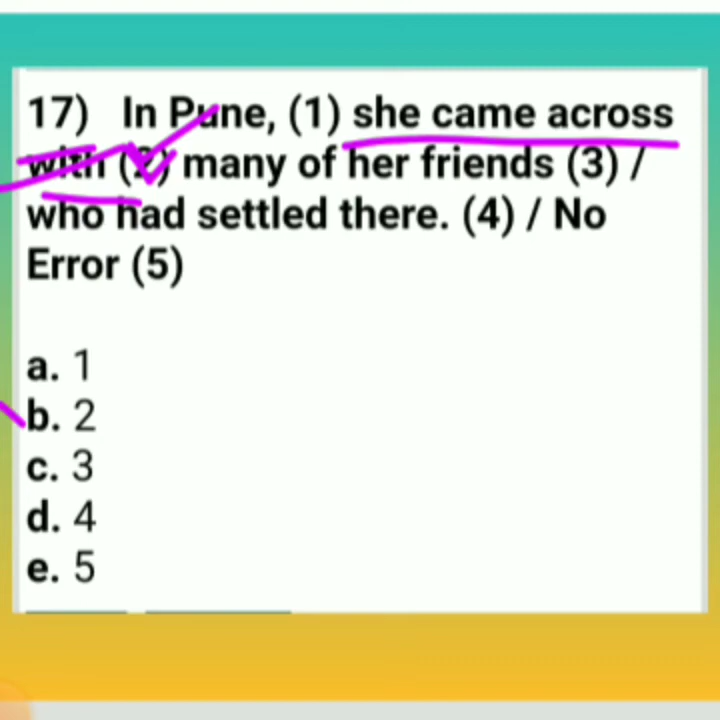 17) In Pune, (1) she came across
with (2) many of her friends (3) /
who had settled there. (4) / No
Error (5)
a. 1
b. 2
c. 3
d. 4
e. 5